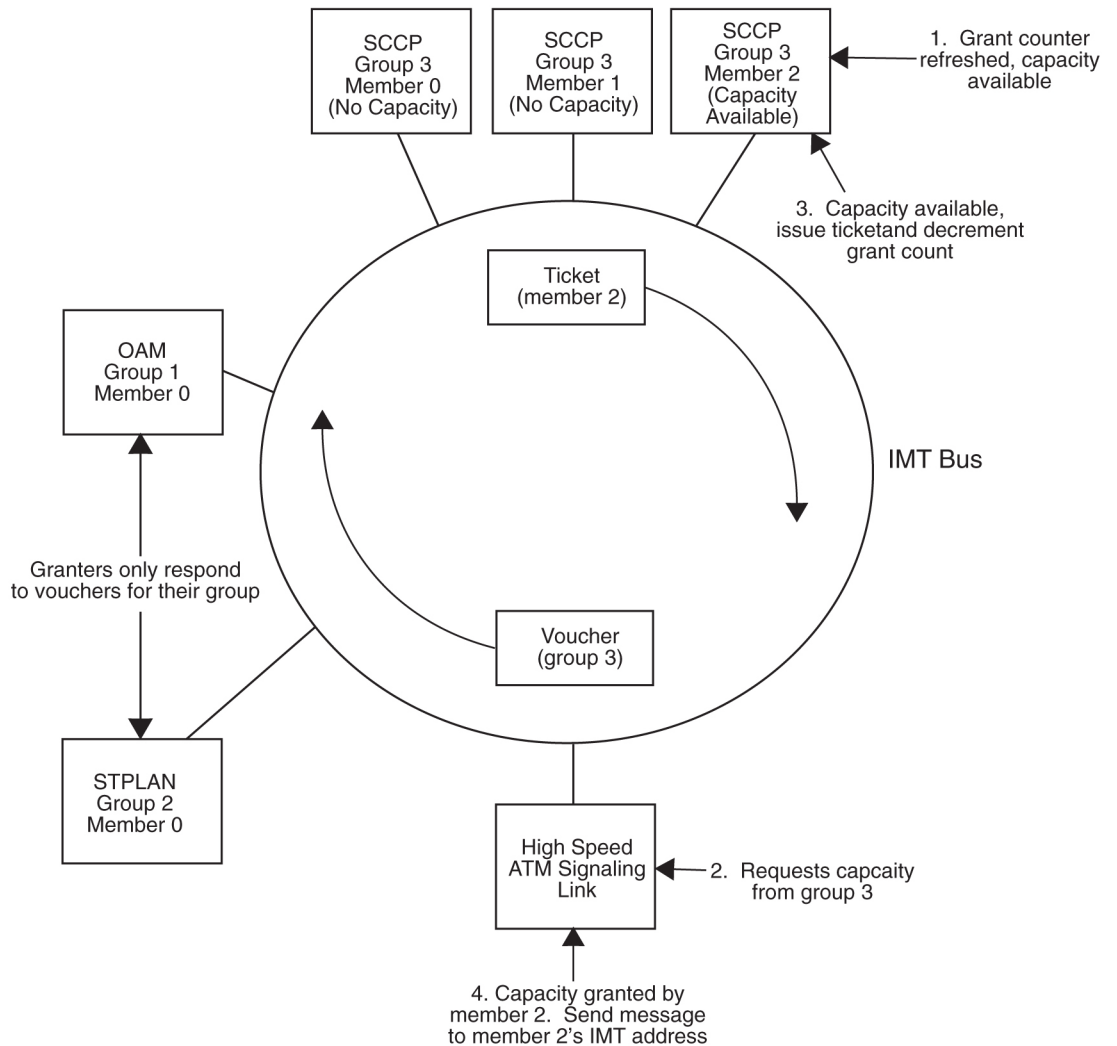 SCCP
Group 3
Member 0
(No Capacity)
SCCP
Group 3
Member 1
(No Capacity)
SCCP
Group 3
Member 2
(Capacity
Available)
1. Grant counter
refreshed, capacity
available
3. Capacity available,
issue ticketand decrement
grant count
Ticket
(member 2)
OAM
Group 1
Member 0
IMT Bus
Granters only respond
to vouchers for their group
Voucher
(group 3)
STPLAN
Group 2
Member 0
High Speed
ATM Signaling
Link
2. Requests capcaity
from group 3
4. Capacity granted by
member 2. Send message
to member 2's IMT address